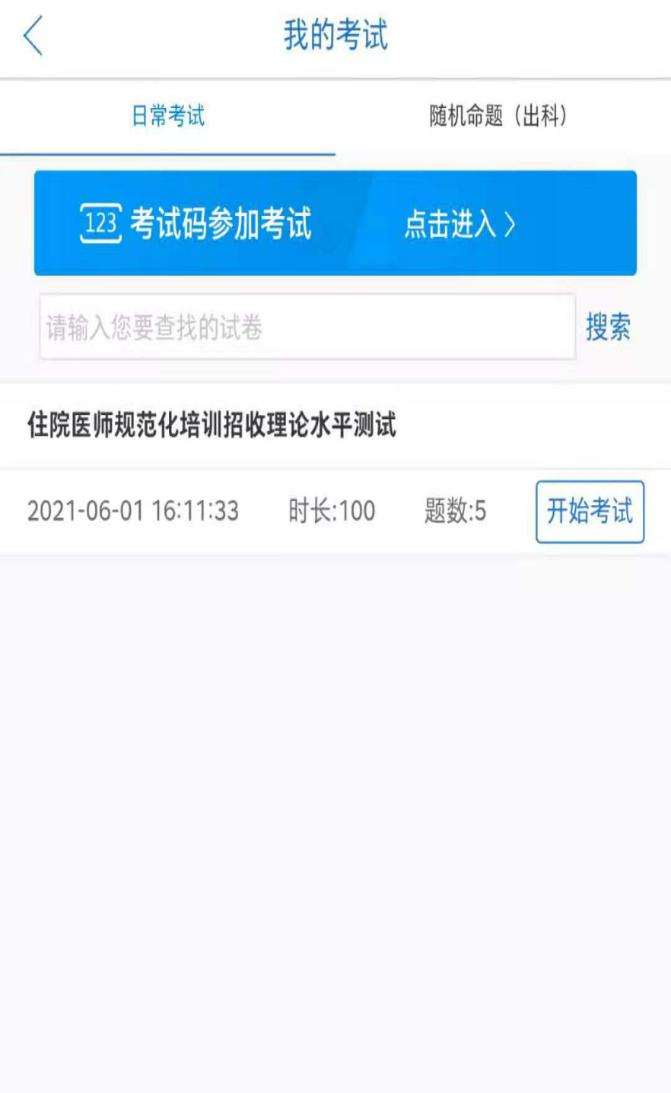 我的考试
日常考试 随机命题（出科）
123 考试码参加考试 点击进入 〉
请输入您要查找的试卷 搜索
住院医师规范化培训招收理论水平测试
2021-06-01 16:11:33 时长:100 题数:5 开始考试